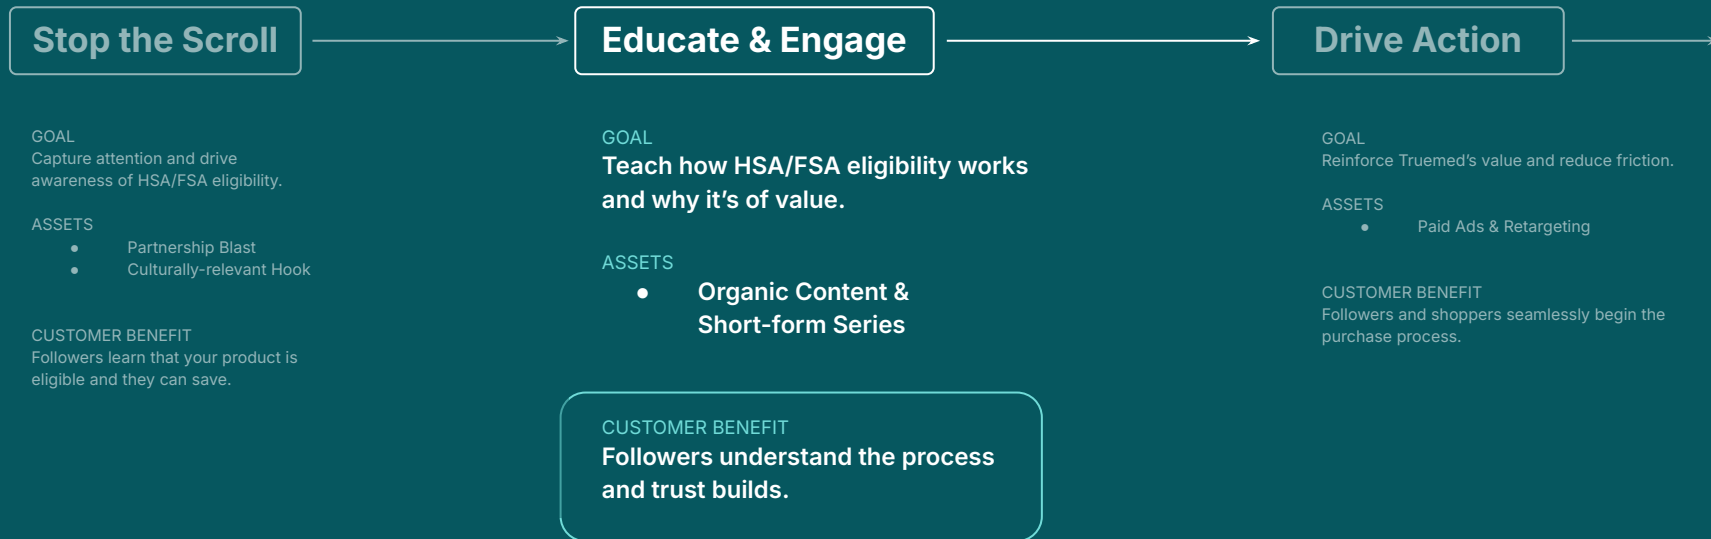 Stop the Scroll
GOAL
Capture attention and drive
awareness of HSA/FSA eligibility.
ASSETS
● Partnership Blast
● Culturally-relevant Hook
CUSTOMER BENEFIT
Followers learn that your product is
eligible and they can save.
Educate & Engage
GOAL
Teach how HSA/FSA eligibility works
and why it’s of value.
ASSETS
● Organic Content &
Short-form Series
CUSTOMER BENEFIT
Followers understand the process
and trust builds.
Drive Action
GOAL
Reinforce Truemed’s value and reduce friction.
ASSETS
● Paid Ads & Retargeting
CUSTOMER BENEFIT
Followers and shoppers seamlessly begin the
purchase process.